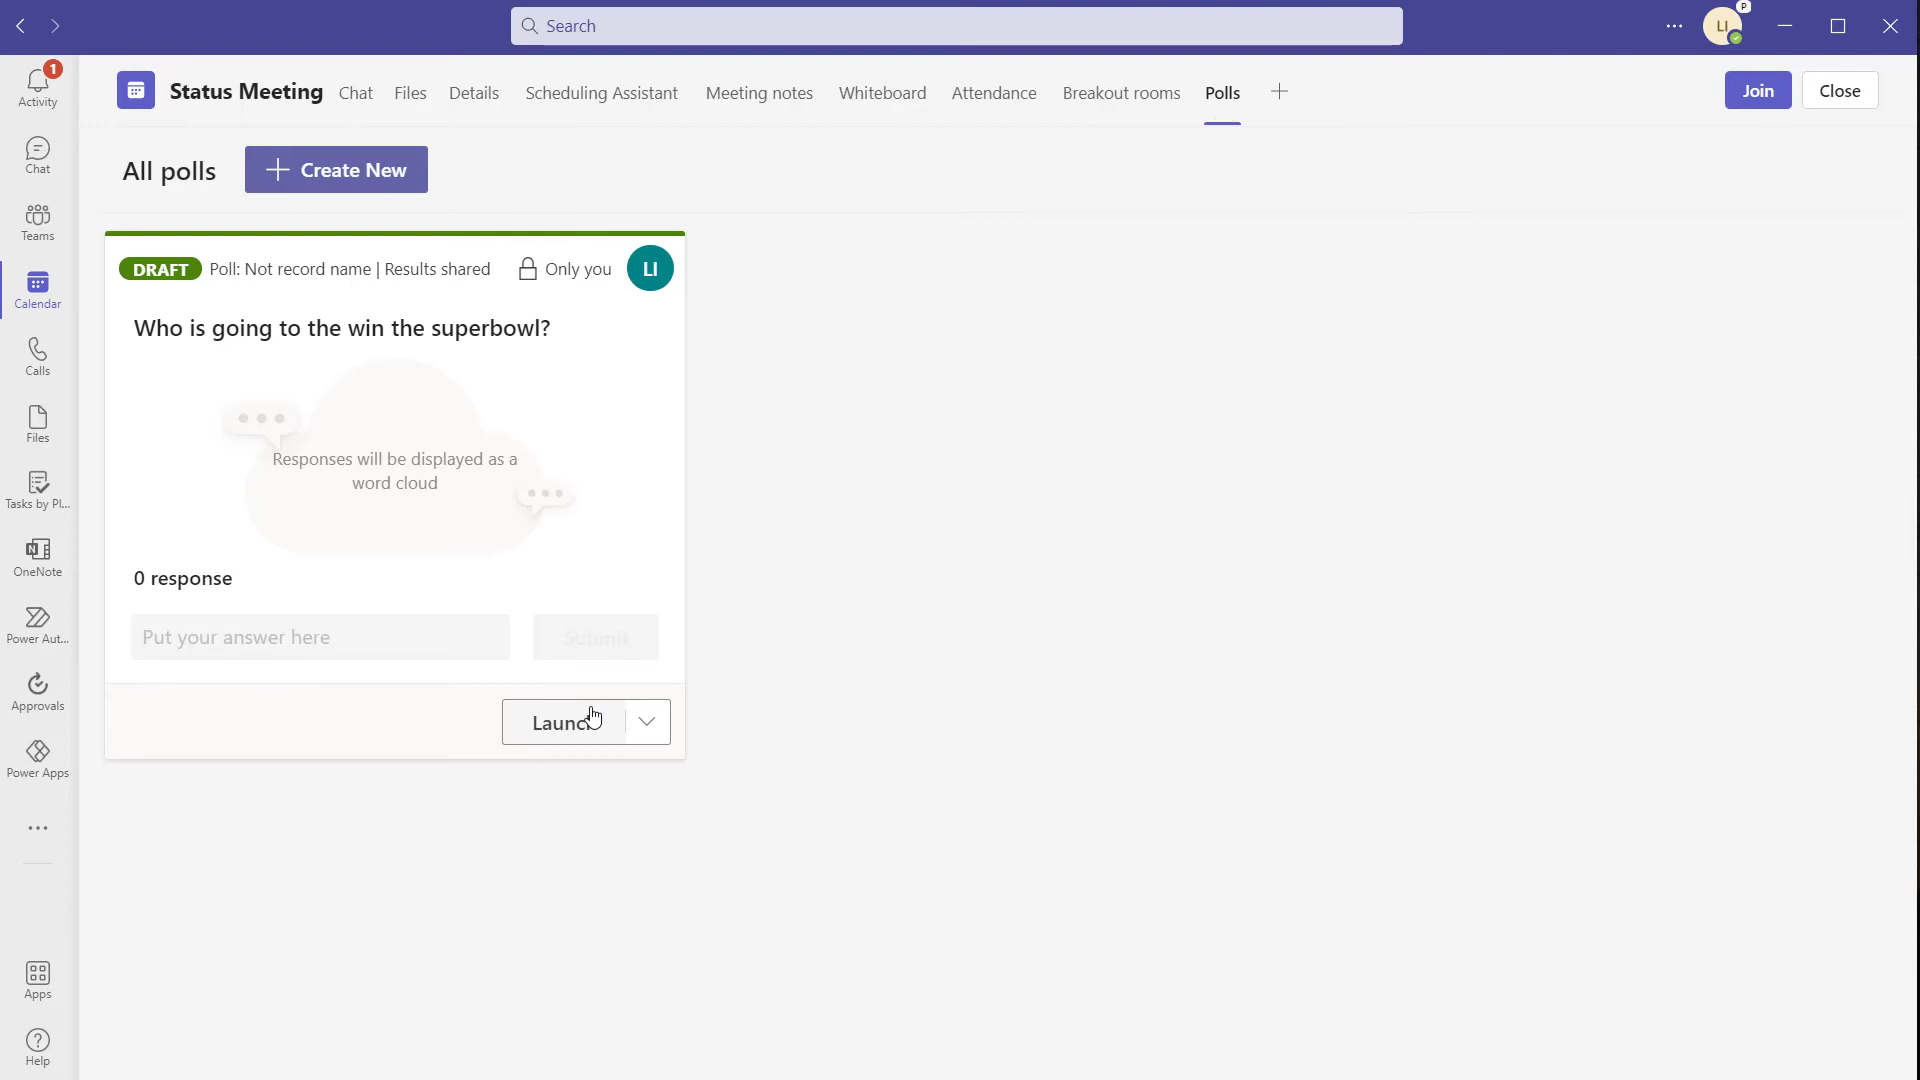 Search
LI
P
1
Activity
Chat
Teams
Calendar
Calls
Files
Tasks by Pl...
OneNote
Power Aut...
Approvals
Power Apps
Apps
Help
Status Meeting Chat Files Details Scheduling Assistant Meeting notes Whiteboard Attendance Breakout rooms Polls
Join Close
All polls Create New
DRAFT Poll: Not record name | Results shared Only you LI
Who is going to the win the superbowl?
Responses will be displayed as a
word cloud
0 response
Put your answer here Submit
Launch